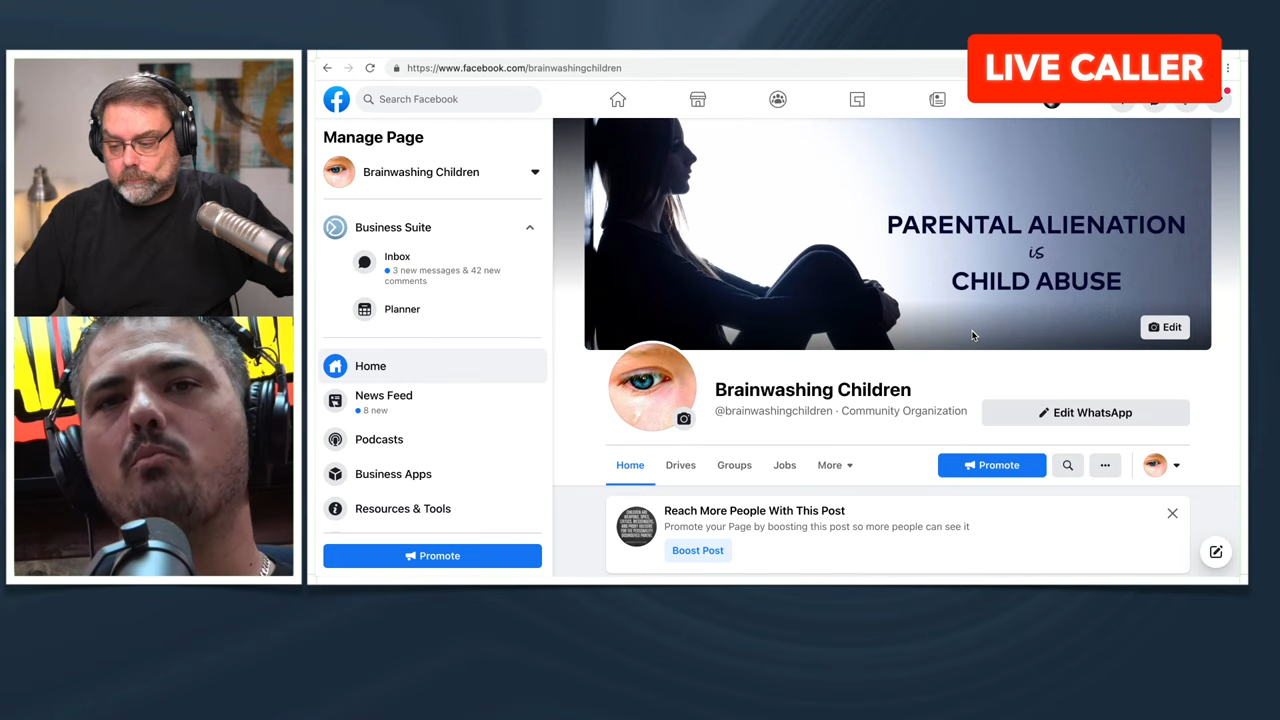 LIVE CALLER
https://www.facebook.com/brainwashingchildren
Search Facebook
Manage Page
Brainwashing Children
Business Suite
Inbox
3 new messages & 42 new
comments
Planner
Home
News Feed
8 new
Podcasts
Business Apps
Resources & Tools
Promote
PARENTAL ALIENATION
is
CHILD ABUSE
Edit
Brainwashing Children
@brainwashingchildren · Community Organization
Edit WhatsApp
Home Drives Groups Jobs More
Promote
Reach More People With This Post
Promote your Page by boosting this post so more people can see it
Boost Post